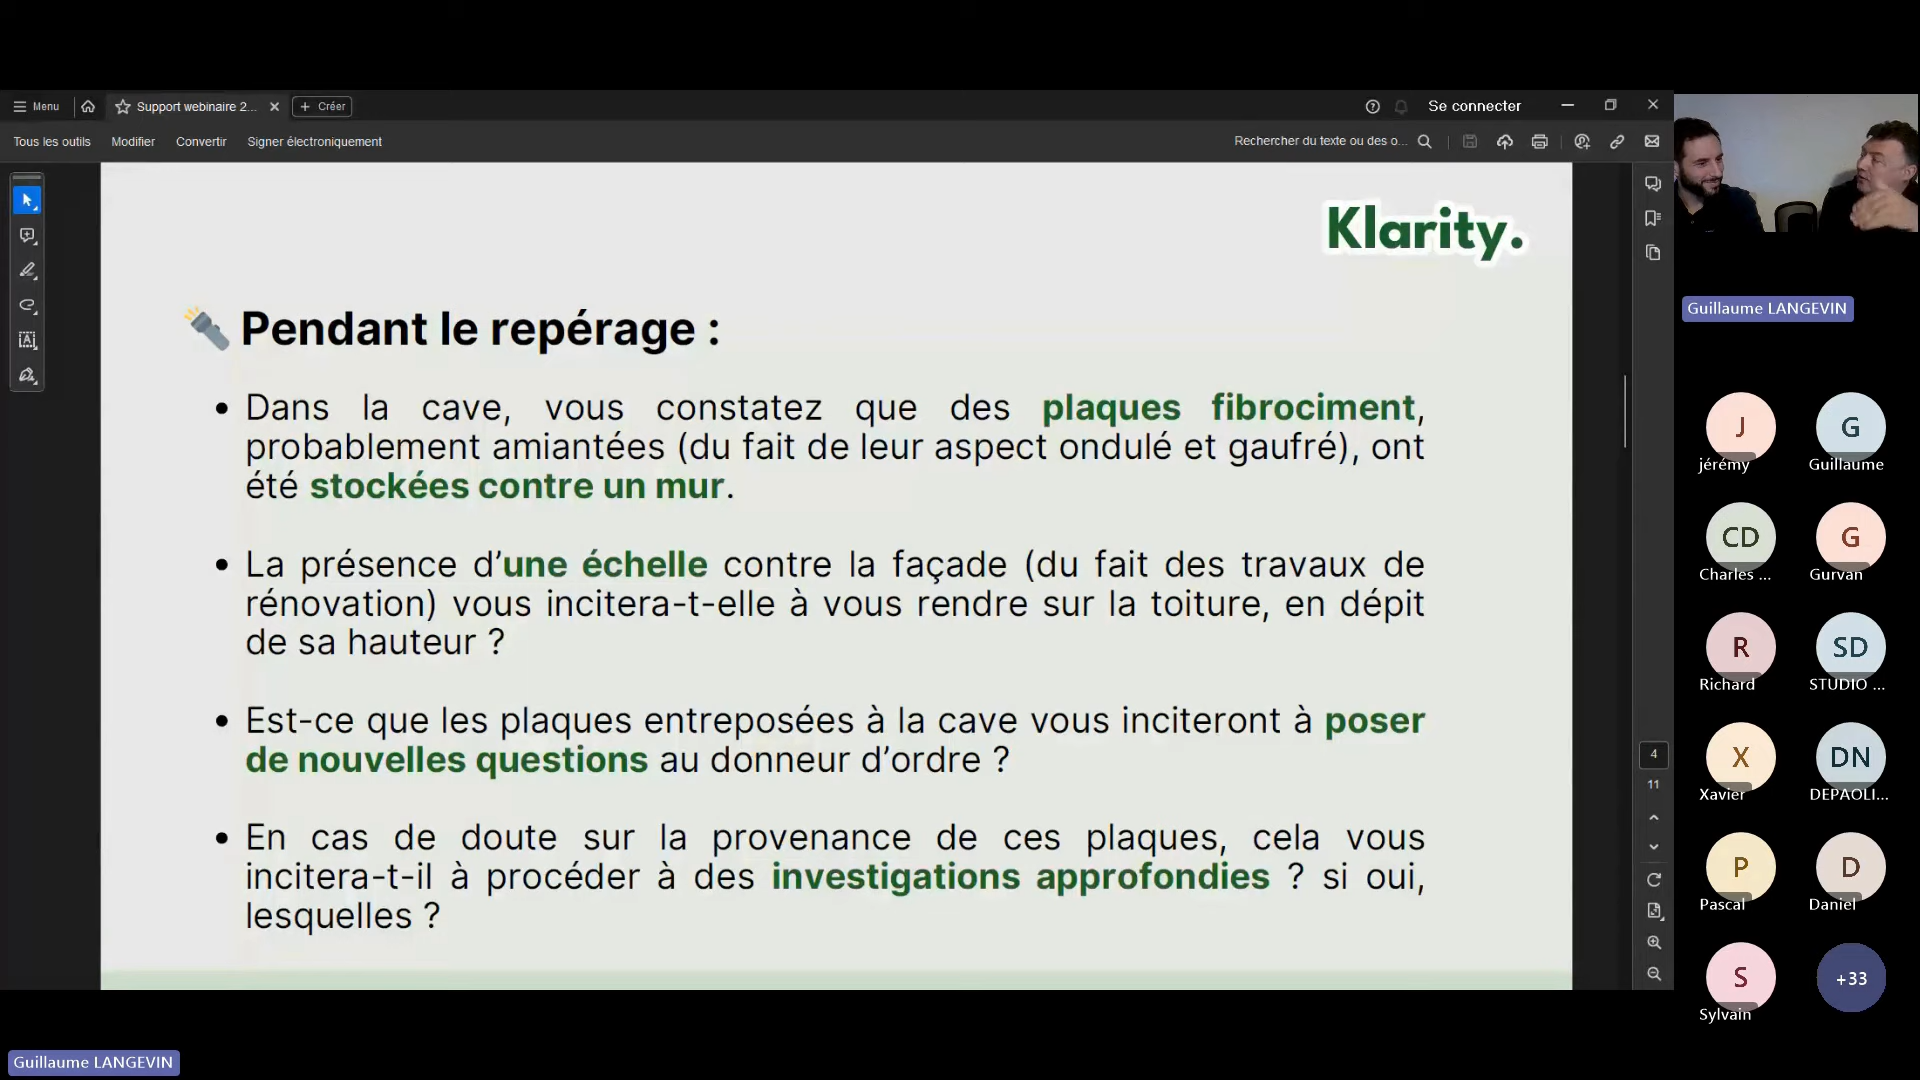 Menu
Support webinaire 2...
Créer
Se connecter
Tous les outils
Modifier
Convertir
Signer électroniquement
Rechercher du texte ou des o...
Klarity.
Pendant le repérage :
• Dans la cave, vous constatez que des plaques fibrociment,
probablement amiantées (du fait de leur aspect ondulé et gaufré), ont
été stockées contre un mur.
• La présence d’une échelle contre la façade (du fait des travaux de
rénovation) vous incitera-t-elle à vous rendre sur la toiture, en dépit
de sa hauteur ?
• Est-ce que les plaques entreposées à la cave vous inciteront à poser
de nouvelles questions au donneur d’ordre ?
• En cas de doute sur la provenance de ces plaques, cela vous
incitera-t-il à procéder à des investigations approfondies ? si oui,
lesquelles ?
4
11
Guillaume LANGEVIN
J
jérémy
G
Guillaume
CD
Charles ...
G
Gurvan
R
Richard
SD
STUDIO ...
X
Xavier
DN
DEPAOLI...
P
Pascal
D
Daniel
S
Sylvain
+33
Guillaume LANGEVIN